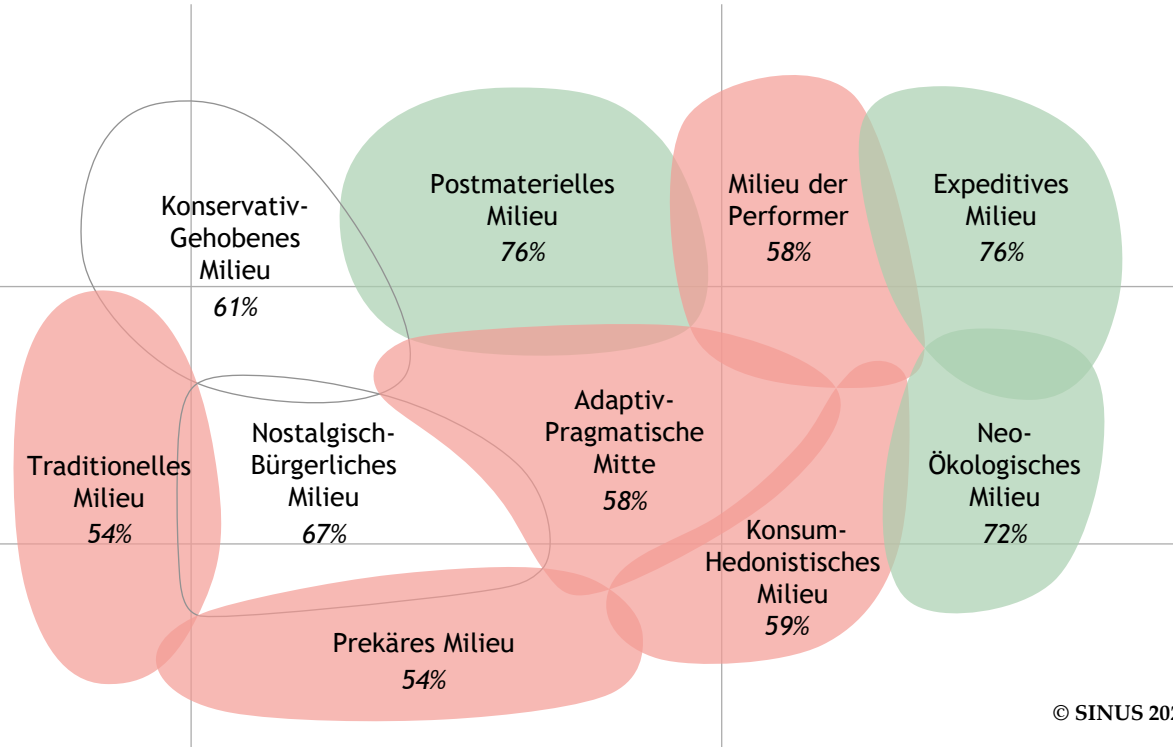 Konservativ-
Gehobenes
Milieu
61%
Postmaterielles
Milieu
76%
Milieu der
Performer
58%
Expeditives
Milieu
76%
Traditionelles
Milieu
54%
Nostalgisch-
Bürgerliches
Milieu
67%
Adaptiv-
Pragmatische
Mitte
58%
Konsum-
Hedonistisches
Milieu
59%
Neo-
Ökologisches
Milieu
72%
Prekäres Milieu
54%
© SINUS 202